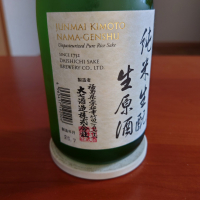 JUNMAI KIMOTO
NAMA-GENSHU
Unpasteurized Pure Rice Sake
SINCE 1752
DAISHICHI SAKE
BREWERY CO., LTD.
純米生酛
生原酒
製造者
大七酒造株式会社